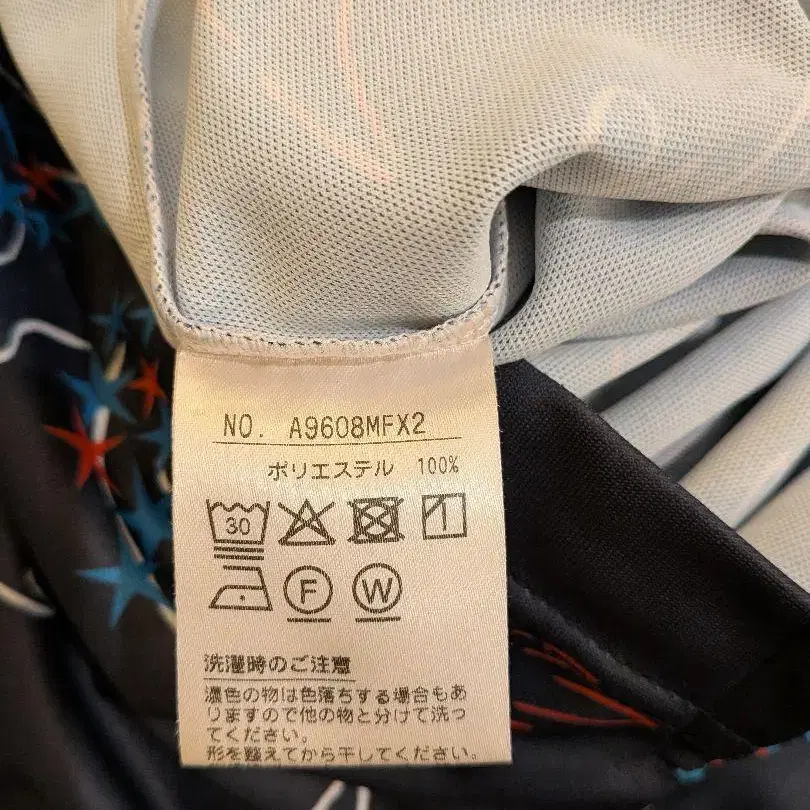 NO. A9608MFX2
ポリエステル 100%
30
F W
洗濯時のご注意
濃色の物は色落ちする場合もあ
りますので他の物と分けて洗っ
てください。
形を整えてから干してください。